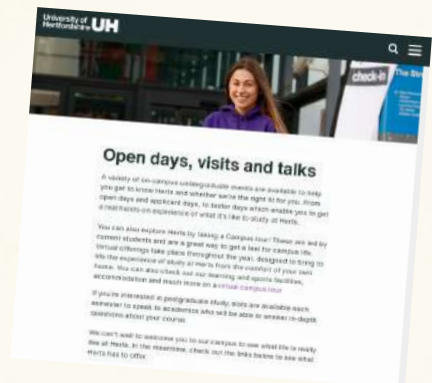 University of
Hertfordshire UH
check-in
The Stre
Open days, visits and talks
A variety of on-campus undergraduate events are available to help
you get to know Herts and whether we're the right fit for you. From
open days and applicant days, to taster days which enable you to get
a real hands-on experience of what it's like to study at Herts.
You can also explore Herts by taking a Campus tour! These are led by
current students and are a great way to get a feel for campus life.
Virtual offerings take place throughout the year, designed to bring to
life the experience of study at Herts from the comfort of your own
home. You can also check out our learning and sports facilities,
accommodation and much more on a virtual campus tour.
If you're interested in postgraduate study, slots are available each
semester to speak to academics who will be able to answer in-depth
questions about your course.
We can't wait to welcome you to our campus to see what life is really
like at Herts. In the meantime, check out the links below to see what
Herts has to offer.